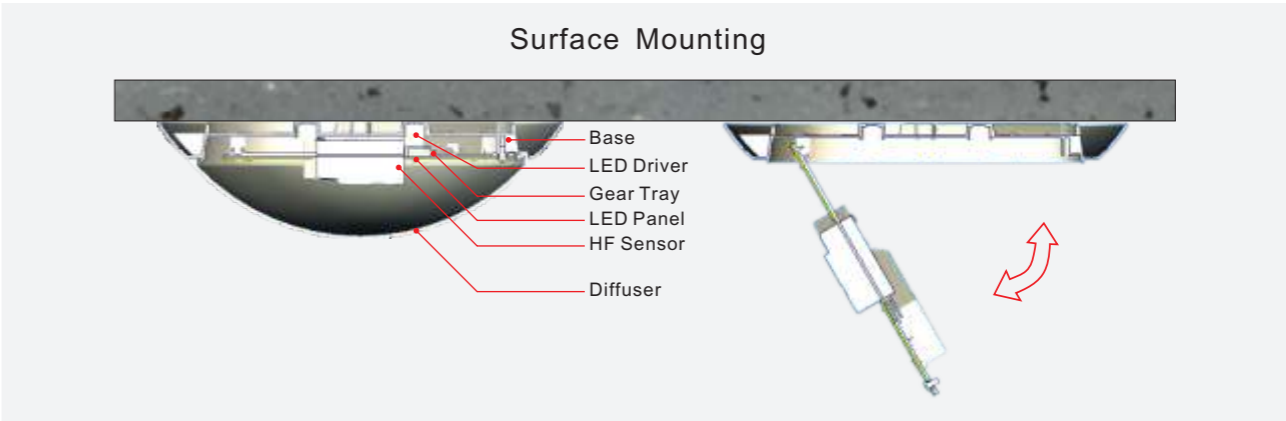 Surface Mounting
Base
LED Driver
Gear Tray
LED Panel
HF Sensor
Diffuser